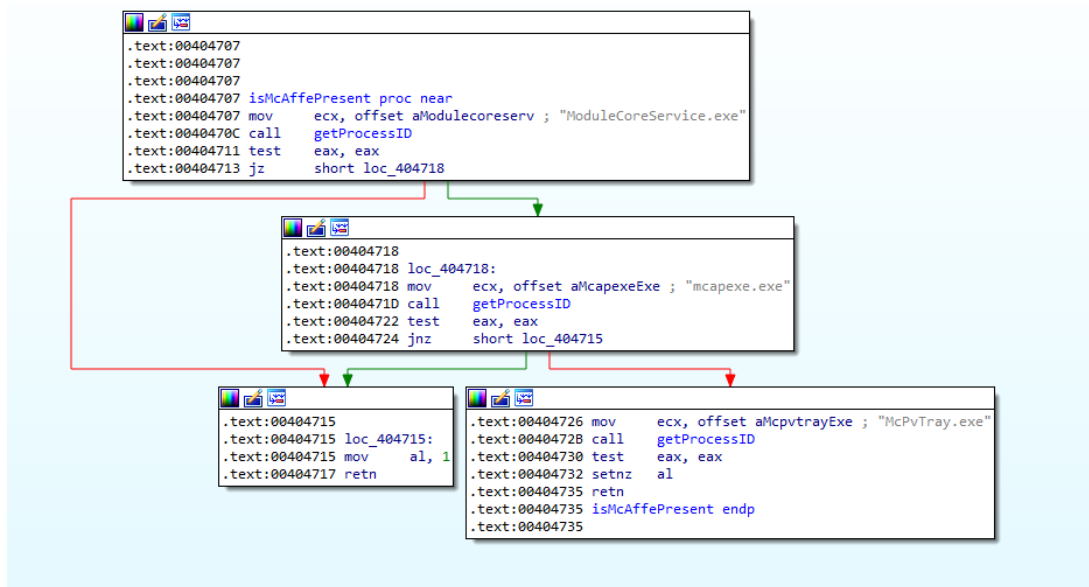 .text:00404707
.text:00404707
.text:00404707
.text:00404707 isMcAffePresent proc near
.text:00404707 mov ecx, offset aModulecoreserv ; "ModuleCoreService.exe"
.text:0040470C call getProcessID
.text:00404711 test eax, eax
.text:00404713 jz short loc_404718
.text:00404718
.text:00404718 loc_404718:
.text:00404718 mov ecx, offset aMcapexeExe ; "mcapexe.exe"
.text:0040471D call getProcessID
.text:00404722 test eax, eax
.text:00404724 jnz short loc_404715
.text:00404715
.text:00404715 loc_404715:
.text:00404715 mov al, 1
.text:00404717 retn
.text:00404726 mov ecx, offset aMcpvtrayExe ; "McPvTray.exe"
.text:0040472B call getProcessID
.text:00404730 test eax, eax
.text:00404732 setnz al
.text:00404735 retn
.text:00404735 isMcAffePresent endp
.text:00404735